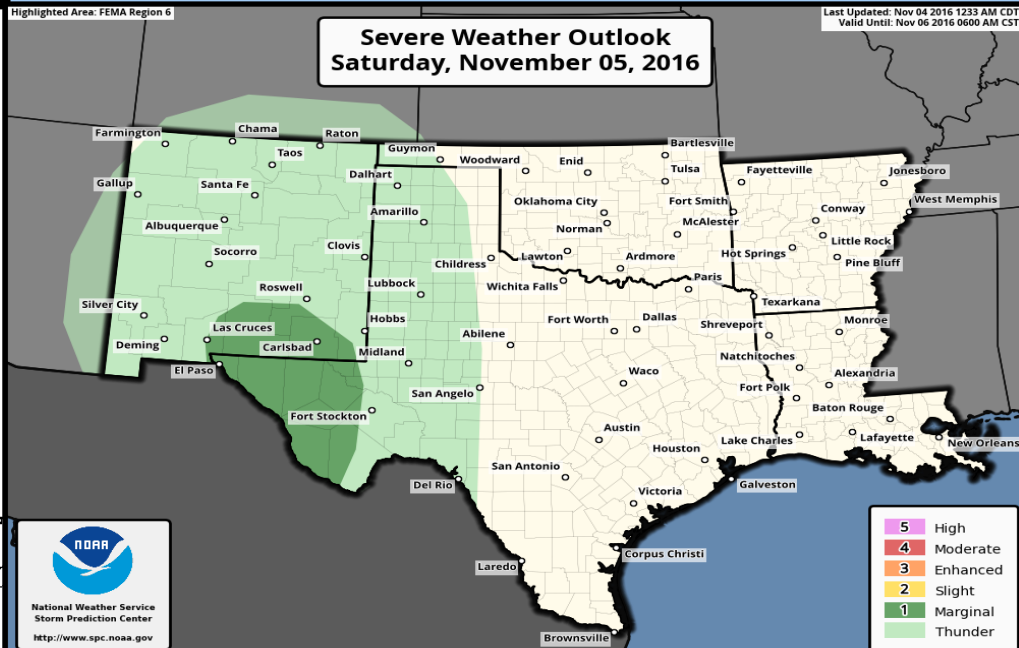 Highlighted Area: FEMA Region 6
Last Updated: Nov 04 2016 1233 AM CDT
Valid Until: Nov 06 2016 0600 AM CST
Severe Weather Outlook
Saturday, November 05, 2016
Farmington
Chama
Raton
Taos
Guymon
Woodward
Enid
Bartlesville
Tulsa
Fayetteville
Jonesboro
Gallup
Santa Fe
Dalhart
Oklahoma City
Fort Smith
West Memphis
Albuquerque
Amarillo
Norman
McAlester
Conway
Little Rock
Socorro
Clovis
Childress
Lawton
Ardmore
Hot Springs
Pine Bluff
Roswell
Lubbock
Wichita Falls
Paris
Texarkana
Silver City
Las Cruces
Hobbs
Abilene
Fort Worth
Dallas
Shreveport
Monroe
Deming
Carlsbad
Midland
Natchitoches
El Paso
San Angelo
Waco
Fort Polk
Alexandria
Fort Stockton
Austin
Baton Rouge
Houston
Lake Charles
Lafayette
New Orleans
Del Rio
San Antonio
Victoria
Galveston
Laredo
Corpus Christi
Brownsville
NOAA
National Weather Service
Storm Prediction Center
http://www.spc.noaa.gov
5 High
4 Moderate
3 Enhanced
2 Slight
1 Marginal
Thunder